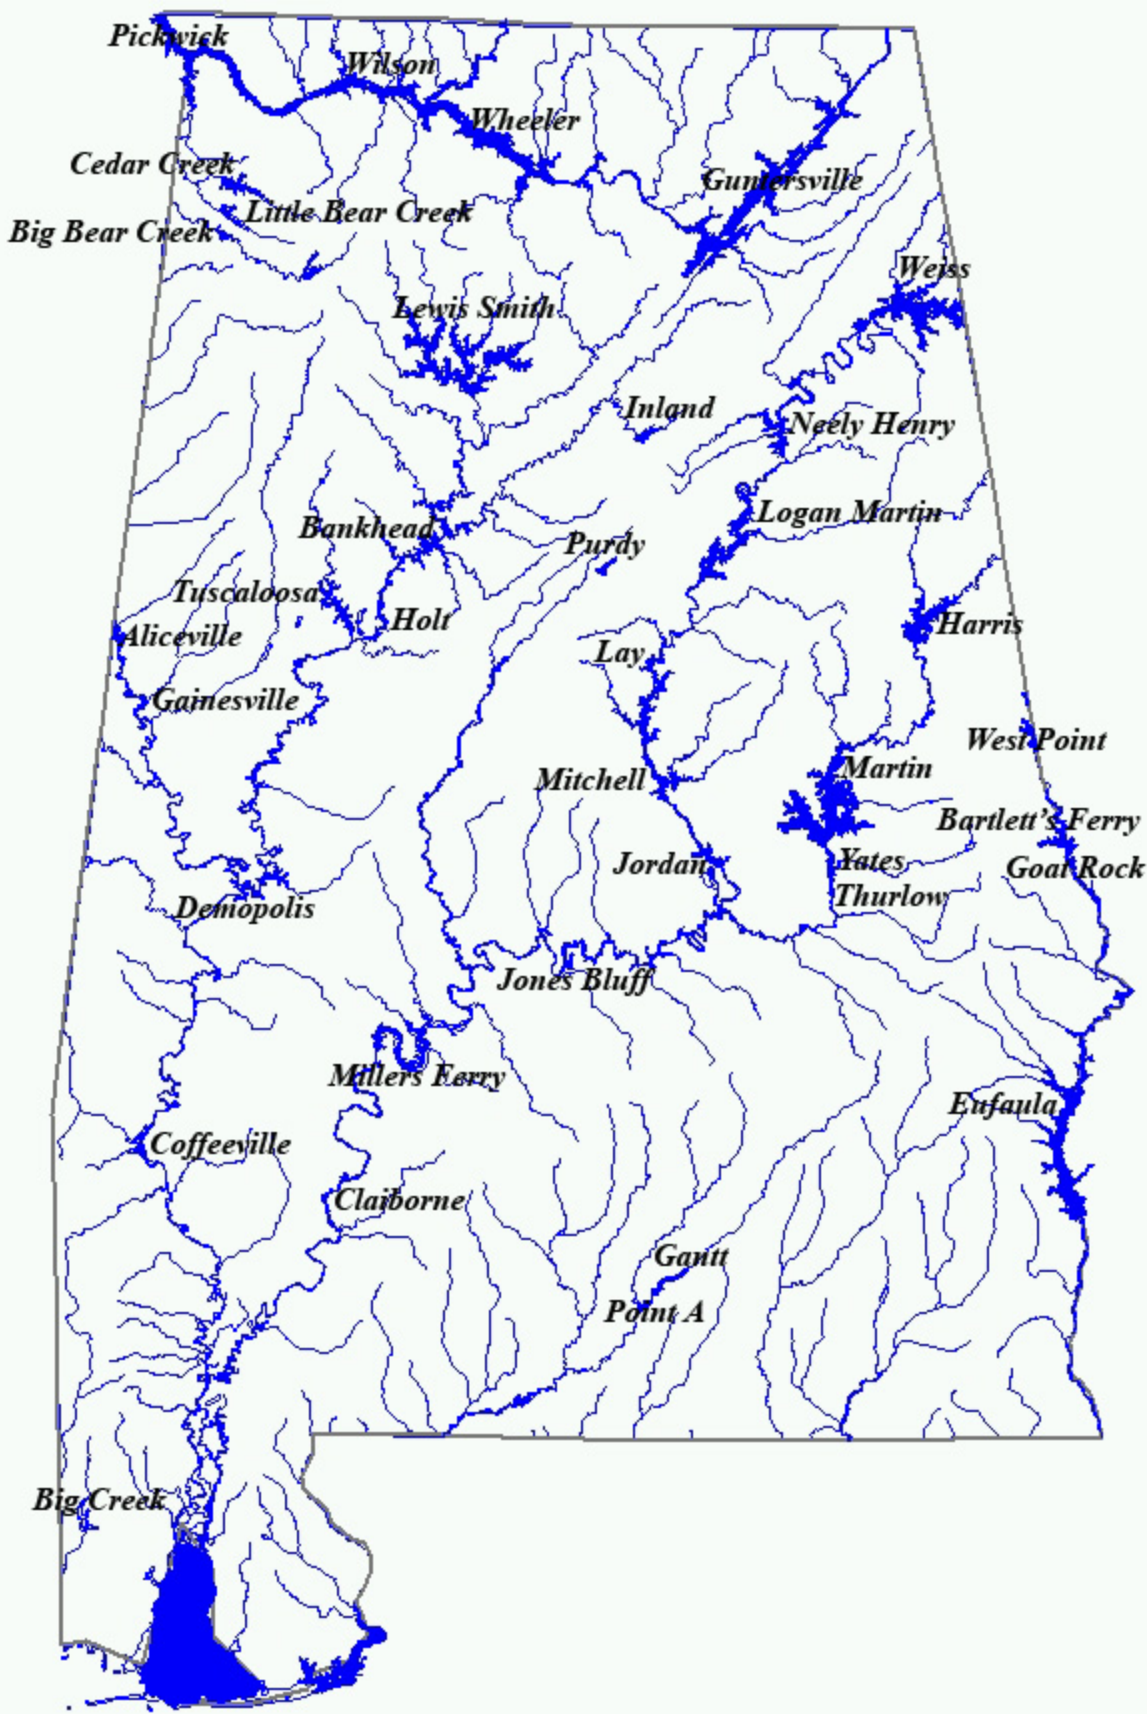 Pickwick
Wilson
Wheeler
Cedar Creek
Guntersville
Little Bear Creek
Big Bear Creek
Weiss
Lewis Smith
Inland
Neely Henry
Logan Martin
Bankhead
Purdy
Tuscaloosa
Holt
Harris
Aliceville
Lay
Gainesville
West Point
Martin
Mitchell
Bartlett's Ferry
Jordan
Yates
Goat Rock
Thurlow
Demopolis
Jones Bluff
Millers Ferry
Eufaula
Coffeeville
Claiborne
Gantt
Point A
Big Creek